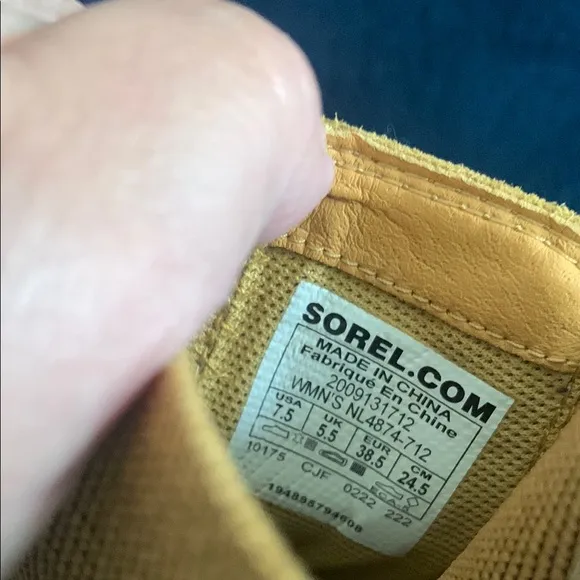 SOREL.COM
MADE IN CHINA
Fabriqué En Chine
2009131712
WMN'S NL4874-712
USA UK EUR CM
7.5 5.5 38.5 24.5
10175 CJF 0222 222
194895794608